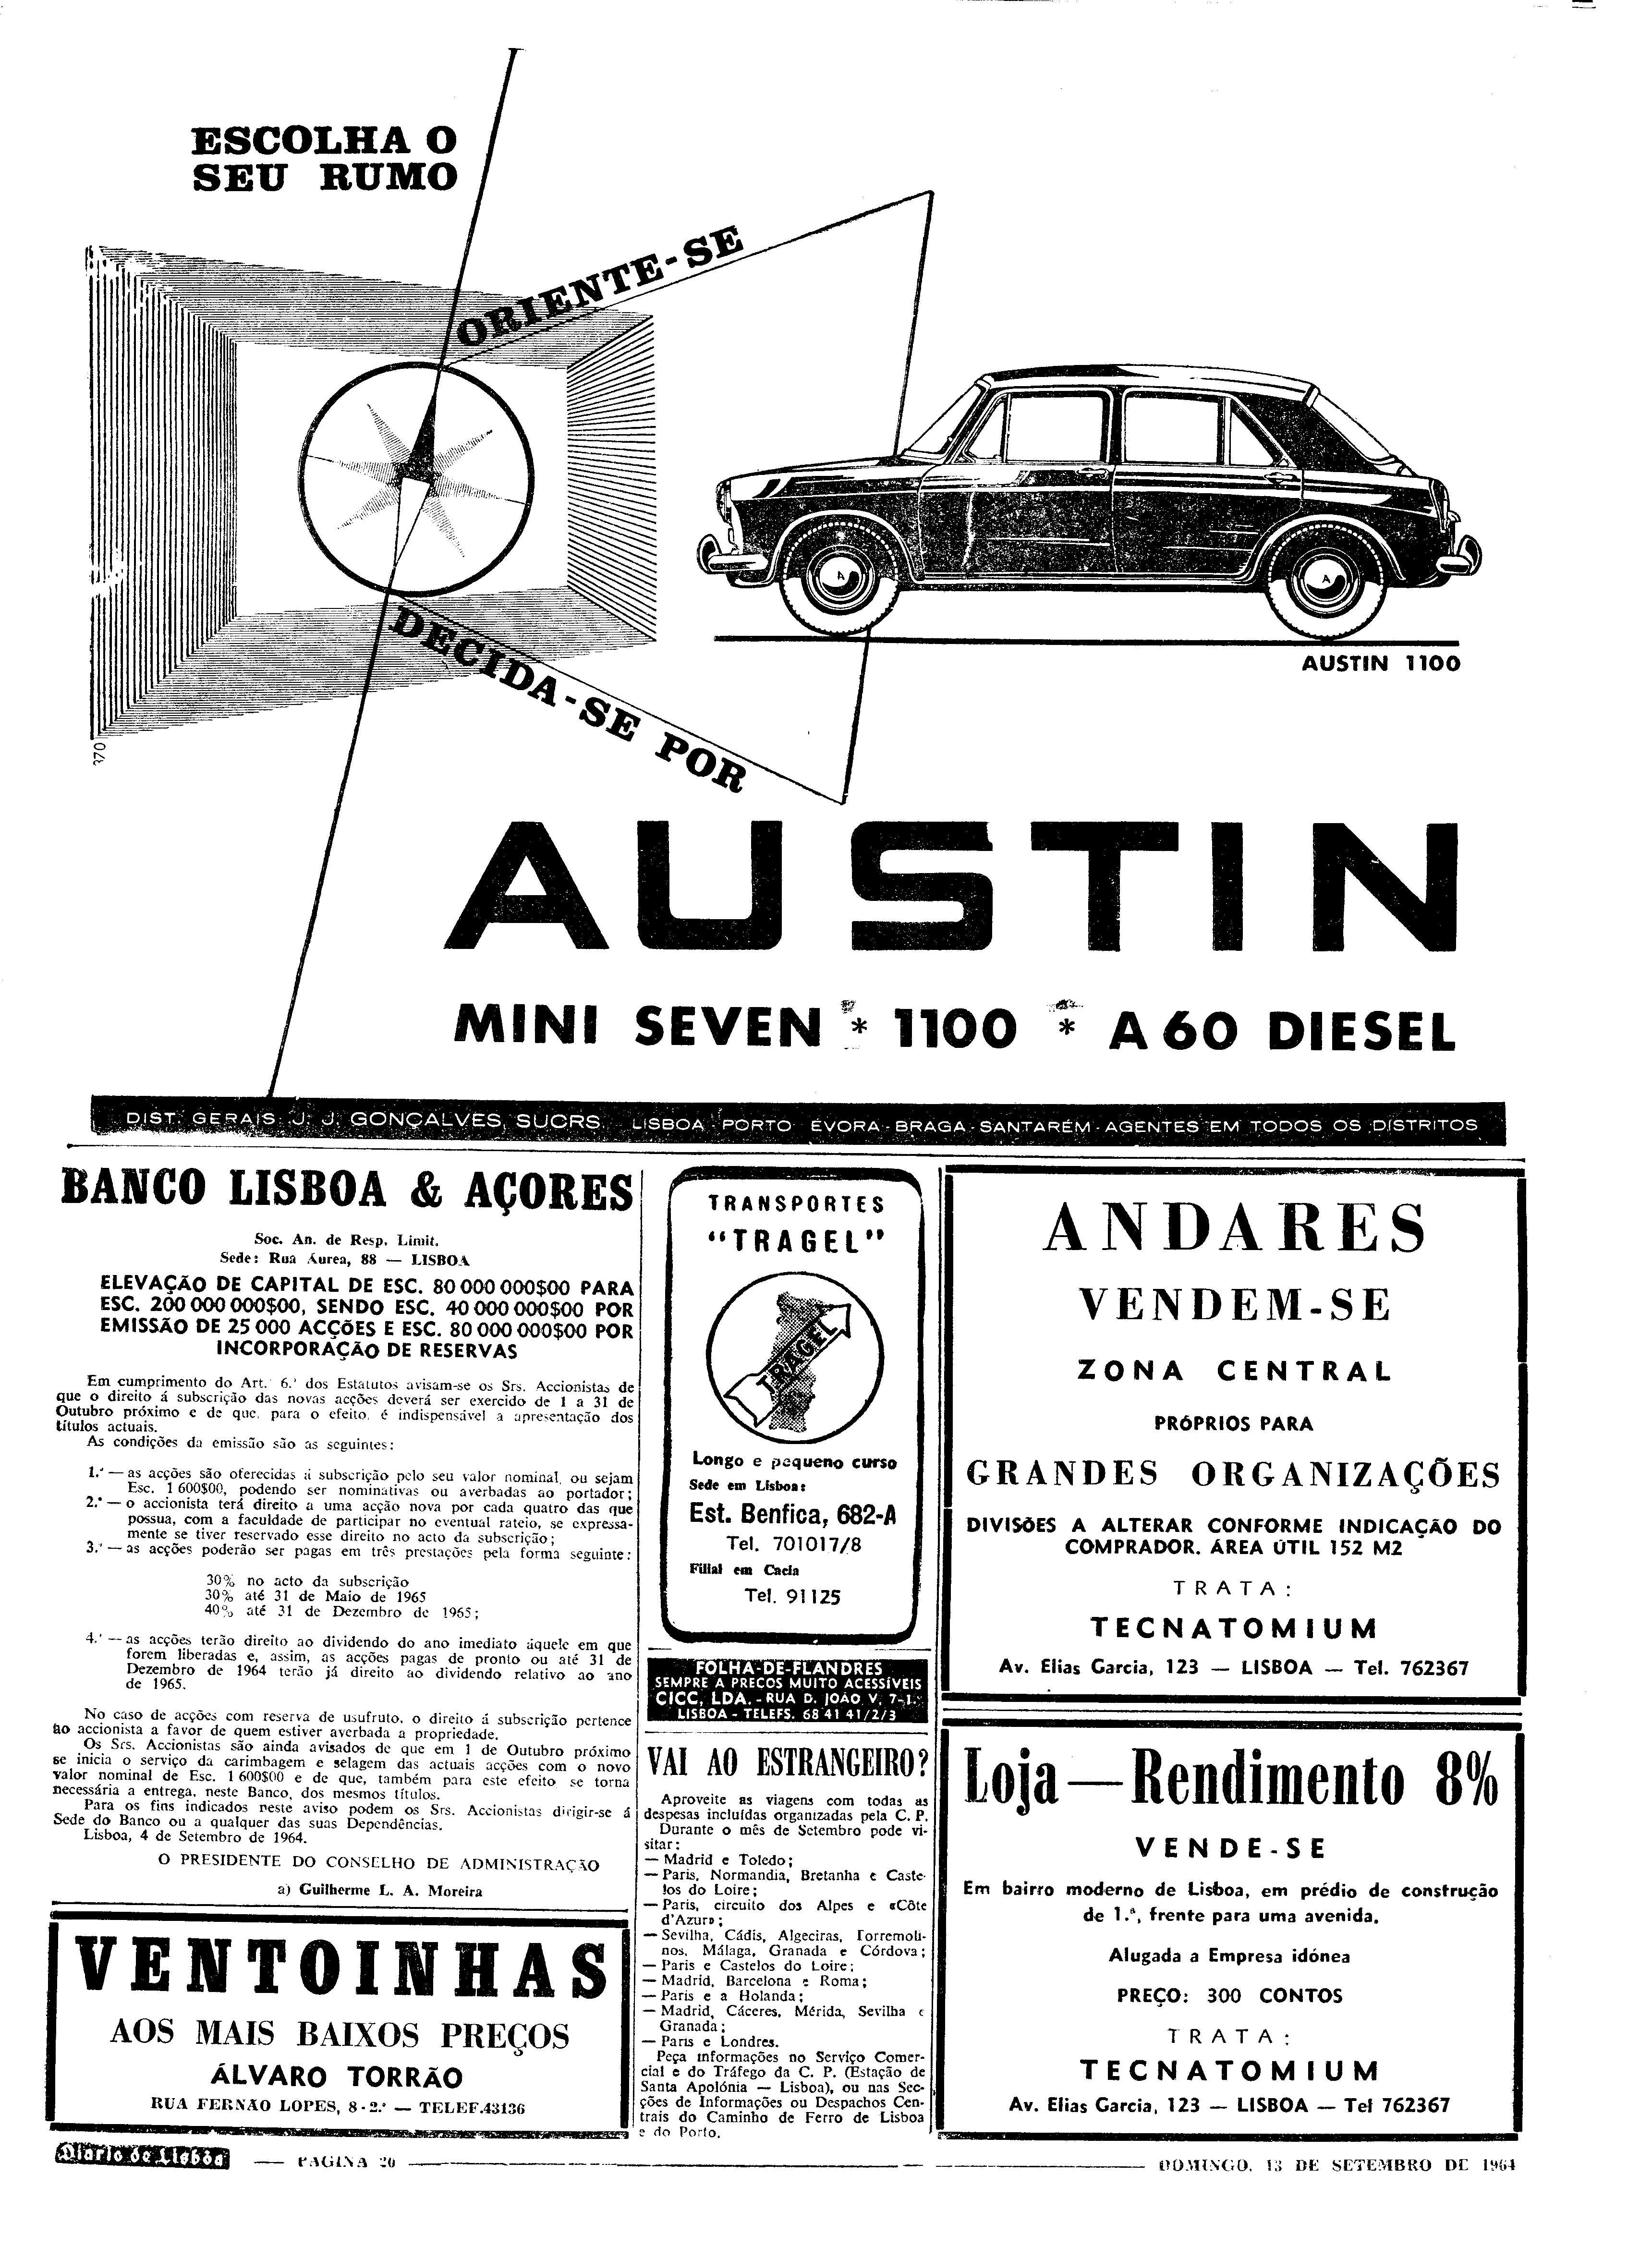 ESCOLHA O
SEU RUMO
ORIENTE-SE
DECIDA-SE POR
370
AUSTIN 1100
AUSTIN
MINI SEVEN * 1100 * A 60 DIESEL
DIST. GERAIS J. J. GONÇALVES, SUCRS. LISBOA - PORTO ÉVORA - BRAGA - SANTARÉM - AGENTES EM TODOS OS DISTRITOS
BANCO LISBOA & AÇORES
Soc. An. de Resp. Limit.
Sede: Rua Áurea, 88 — LISBOA
ELEVAÇÃO DE CAPITAL DE ESC. 80 000 000$00 PARA
ESC. 200 000 000$00, SENDO ESC. 40 000 000$00 POR
EMISSÃO DE 25 000 ACÇÕES E ESC. 80 000 000$00 POR
INCORPORAÇÃO DE RESERVAS
Em cumprimento do Art. 6.º dos Estatutos avisam-se os Srs. Accionistas de
que o direito á subscrição das novas acções deverá ser exercido de 1 a 31 de
Outubro próximo e de que, para o efeito, é indispensável a apresentação dos
títulos actuais.
As condições da emissão são as seguintes:
1.ª — as acções são oferecidas á subscrição pelo seu valor nominal, ou sejam
Esc. 1 600$00, podendo ser nominativas ou averbadas ao portador;
2.ª — o accionista terá direito a uma acção nova por cada quatro das que
possua, com a faculdade de participar no eventual rateio, se expressa-
mente se tiver reservado esse direito no acto da subscrição;
3.ª — as acções poderão ser pagas em três prestações pela forma seguinte:
30% no acto da subscrição
30% até 31 de Maio de 1965
40% até 31 de Dezembro de 1965;
4.ª — as acções terão direito ao dividendo do ano imediato áquele em que
forem liberadas e, assim, as acções pagas de pronto ou até 31 de
Dezembro de 1964 terão já direito ao dividendo relativo ao ano
de 1965.
No caso de acções com reserva de usufruto, o direito á subscrição pertence
ao accionista a favor de quem estiver averbada a propriedade.
Os Srs. Accionistas são ainda avisados de que em 1 de Outubro próximo
se inicia o serviço da carimbagem e selagem das actuais acções com o novo
valor nominal de Esc. 1 600$00 e de que, também para este efeito se torna
necessária a entrega, neste Banco, dos mesmos títulos.
Para os fins indicados neste aviso podem os Srs. Accionistas dirigir-se á
Sede do Banco ou a qualquer das suas Dependências.
Lisboa, 4 de Setembro de 1964.
O PRESIDENTE DO CONSELHO DE ADMINISTRAÇÃO
a) Guilherme L. A. Moreira
VENTOINHAS
AOS MAIS BAIXOS PREÇOS
ÁLVARO TORRÃO
RUA FERNÃO LOPES, 8-2.º — TELEF.43136
TRANSPORTES
"TRAGEL"
TRAGEL
Longo e pequeno curso
Sede em Lisboa:
Est. Benfica, 682-A
Tel. 701017/8
Filial em Cacia
Tel. 91125
FOLHA-DE-FLANDRES
SEMPRE A PREÇOS MUITO ACESSÍVEIS
CICC, LDA. - RUA D. JOÃO V, 7-1.º
LISBOA - TELEFS. 68 41 41/2/3
VAI AO ESTRANGEIRO?
Aproveite as viagens com todas as
despesas incluídas organizadas pela C. P.
Durante o mês de Setembro pode vi-
sitar:
— Madrid e Toledo;
— Paris, Normandia, Bretanha e Caste-
los do Loire;
— Paris, circuito dos Alpes e «Côte
d'Azur»;
— Sevilha, Cádis, Algeciras, Torremoli-
nos, Málaga, Granada e Córdova;
— Paris e Castelos do Loire;
— Madrid, Barcelona e Roma;
— Paris e a Holanda;
— Madrid, Cáceres, Mérida, Sevilha e
Granada;
— Paris e Londres.
Peça informações no Serviço Comer-
cial e do Tráfego da C. P. (Estação de
Santa Apolónia — Lisboa), ou nas Sec-
ções de Informações ou Despachos Cen-
trais do Caminho de Ferro de Lisboa
e do Porto.
ANDARES
VENDEM-SE
ZONA CENTRAL
PRÓPRIOS PARA
GRANDES ORGANIZAÇÕES
DIVISÕES A ALTERAR CONFORME INDICAÇÃO DO
COMPRADOR. ÁREA ÚTIL 152 M2
TRATA:
TECNATOMIUM
Av. Elias Garcia, 123 — LISBOA — Tel. 762367
Loja — Rendimento 8%
VENDE-SE
Em bairro moderno de Lisboa, em prédio de construção
de 1.ª, frente para uma avenida.
Alugada a Empresa idónea
PREÇO: 300 CONTOS
TRATA:
TECNATOMIUM
Av. Elias Garcia, 123 — LISBOA — Tel 762367
Diario de Lisboa — PAGINA 20 — DOMINGO, 13 DE SETEMBRO DE 1964